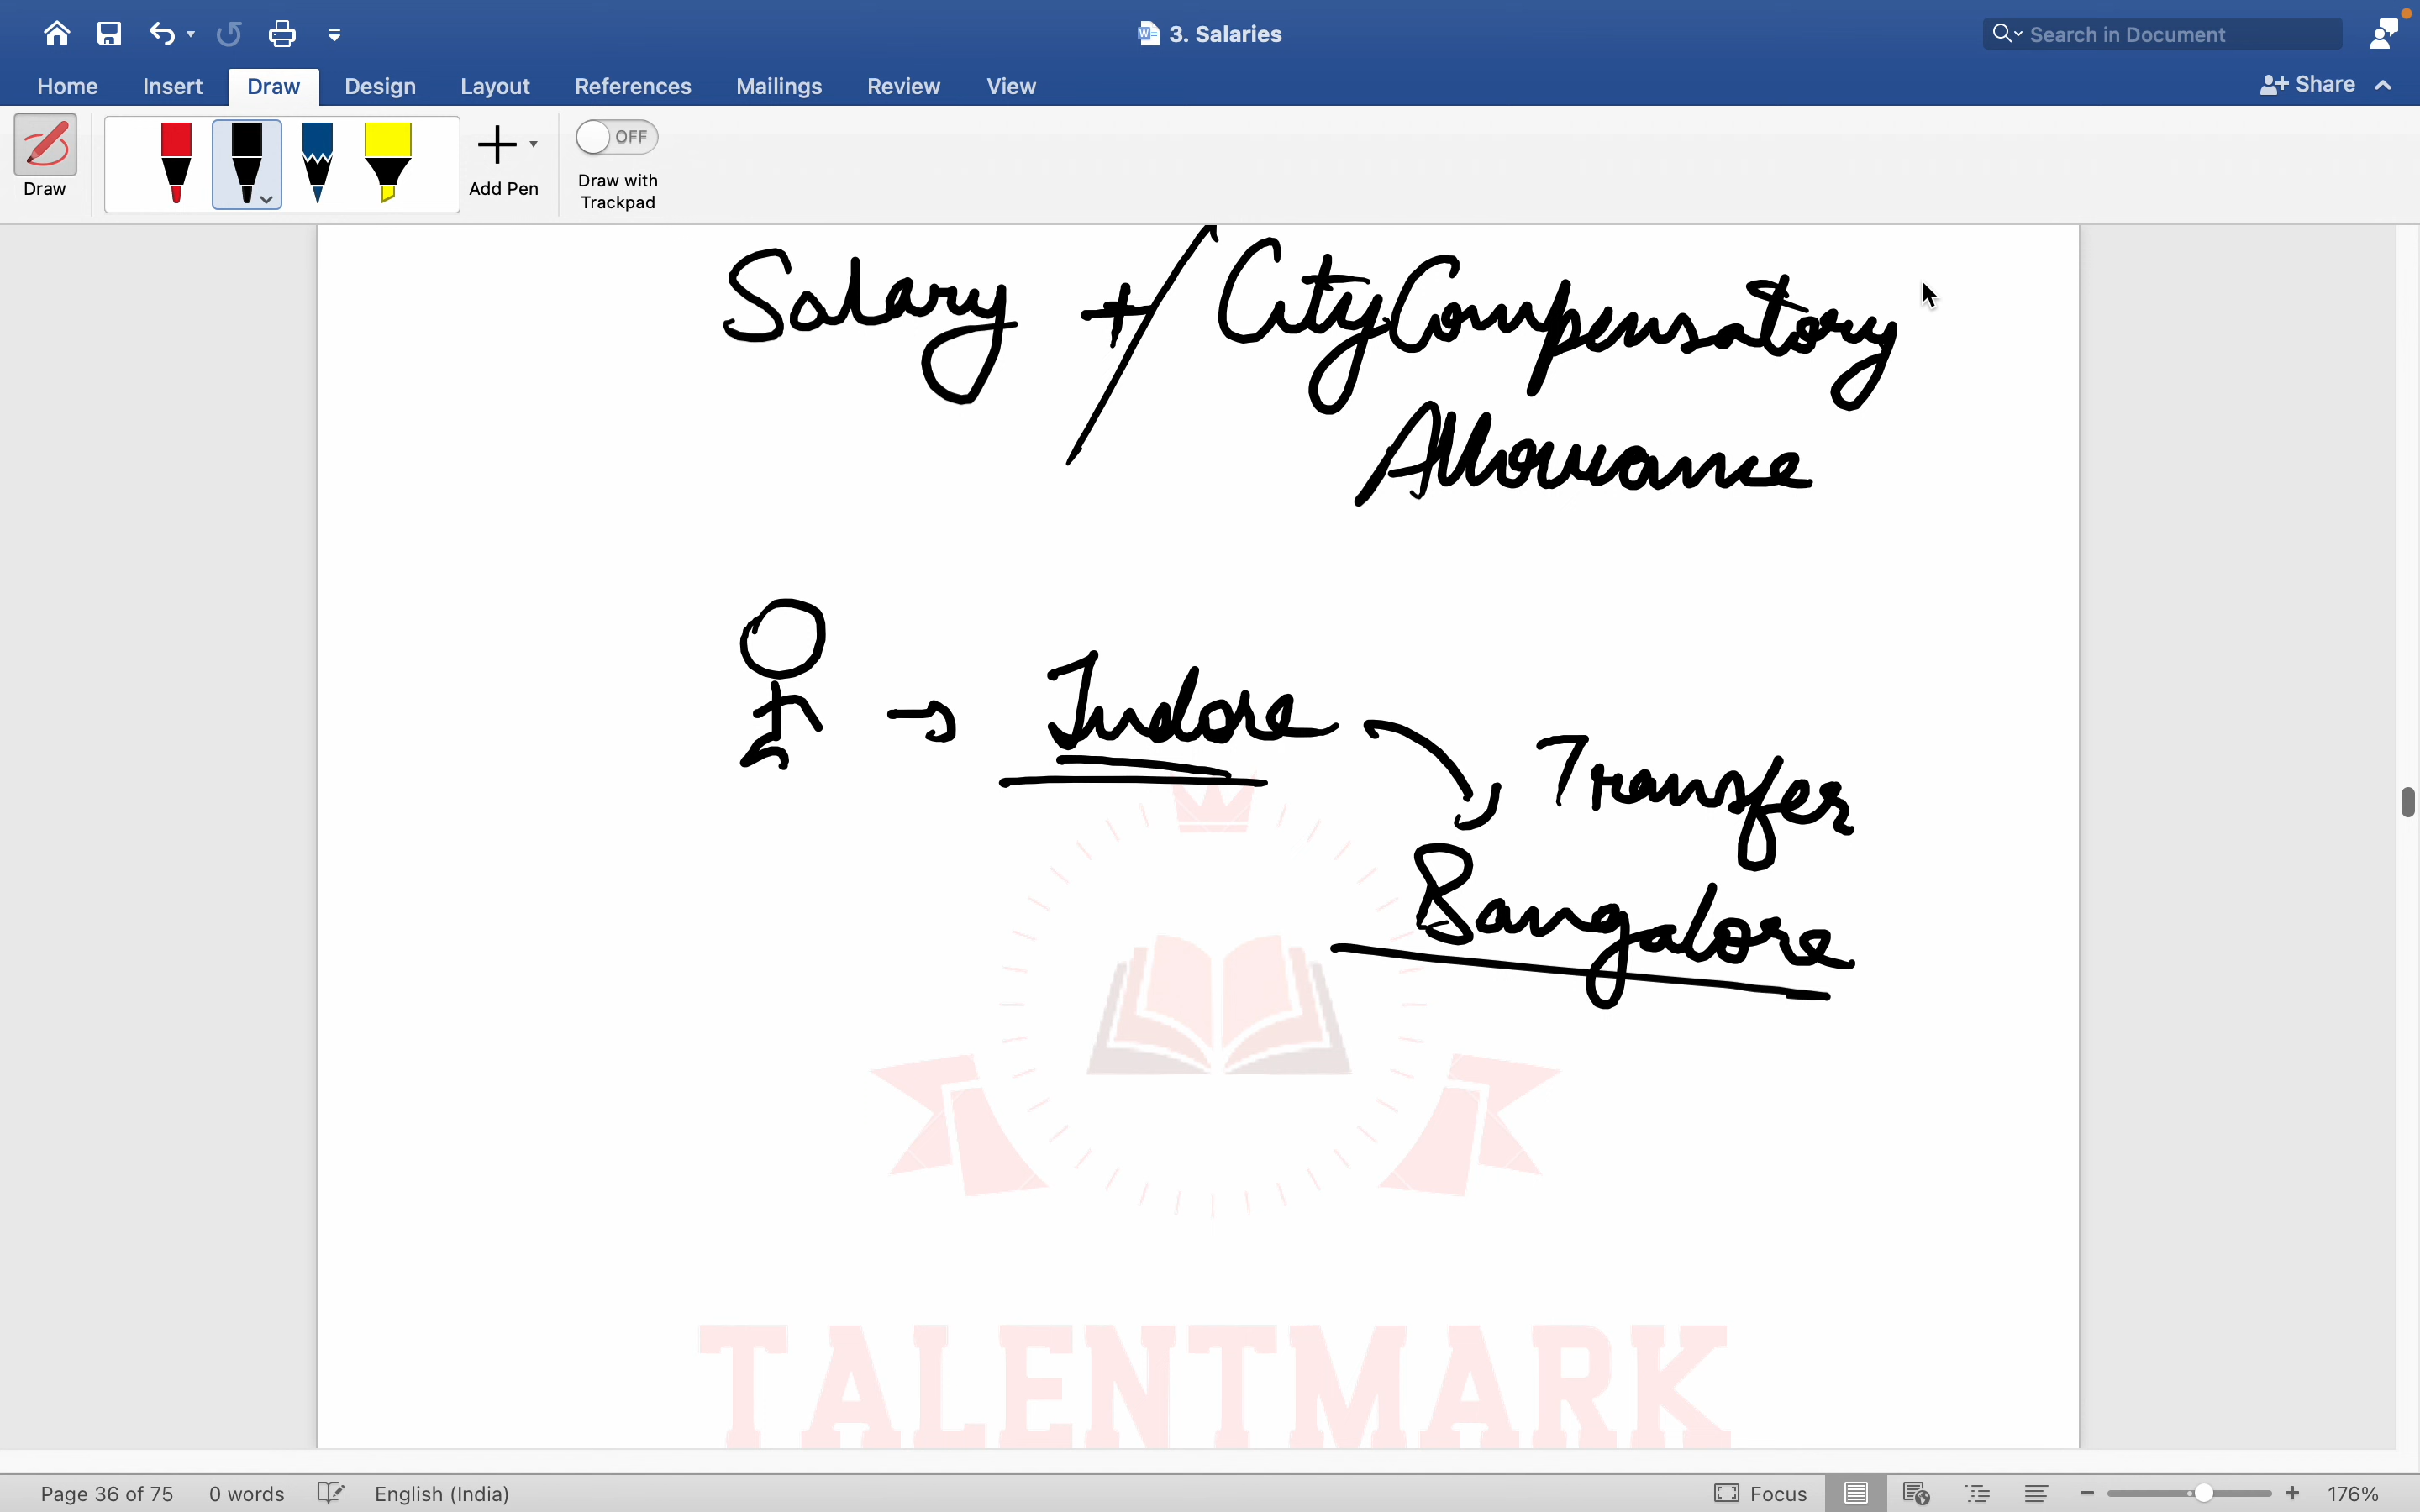 3. Salaries
Search in Document
Home Insert Draw Design Layout References Mailings Review View
Share
Draw
Add Pen
OFF
Draw with
Trackpad
Salary + City Compensatory
Allowance
→ Indore
Transfer
Bangalore
TALENTMARK
Page 36 of 75 0 words English (India) Focus 176%